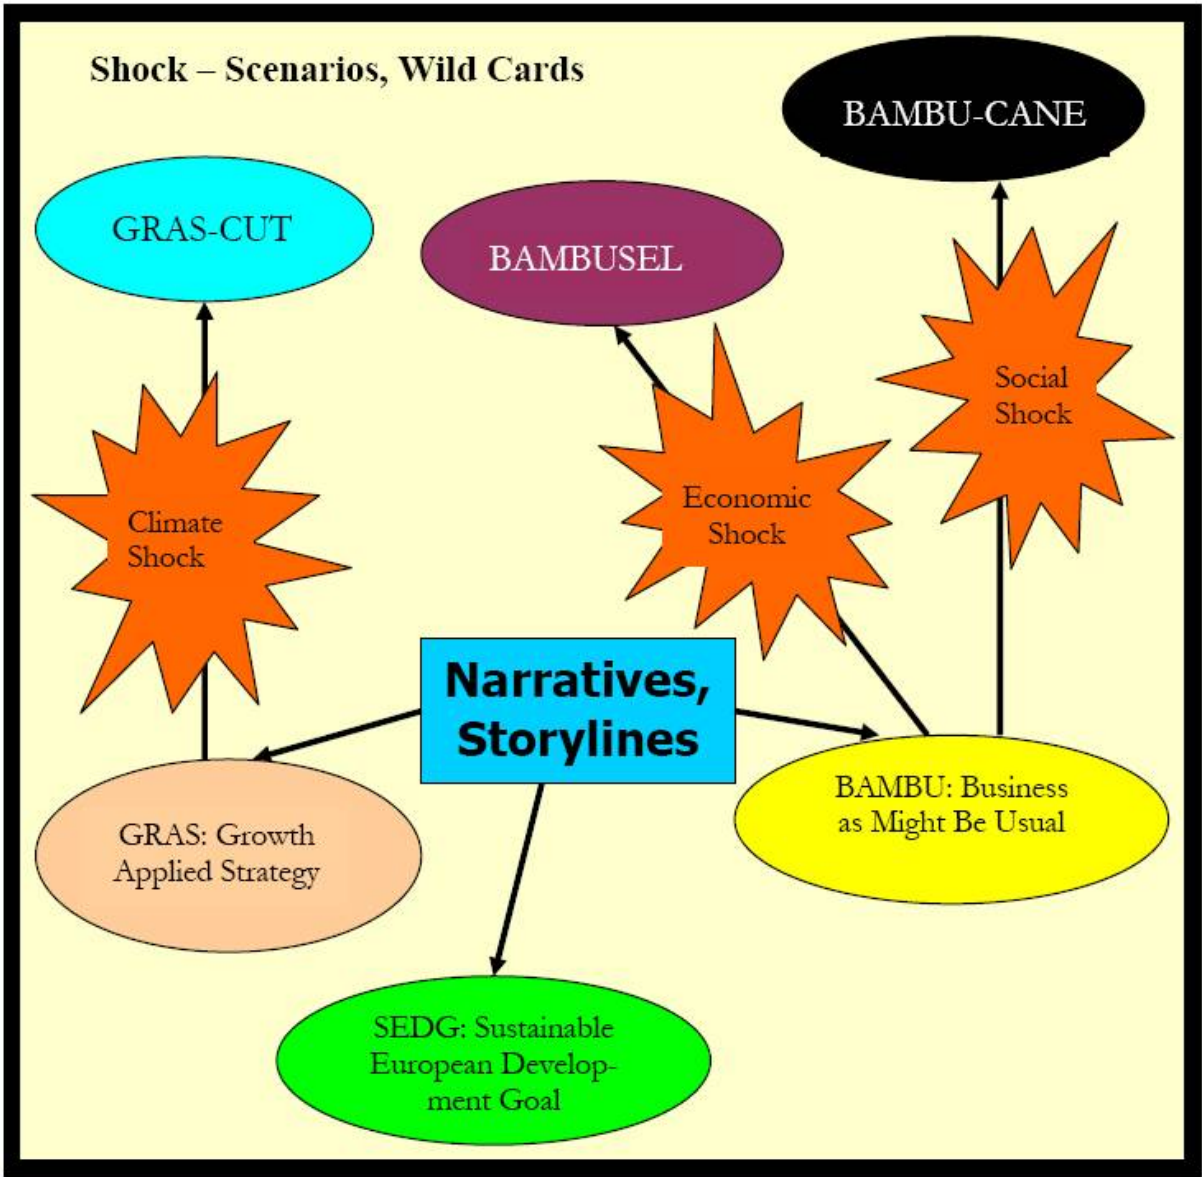 Shock – Scenarios, Wild Cards
BAMBU-CANE
GRAS-CUT
BAMBUSEL
Social
Shock
Economic
Shock
Climate
Shock
Narratives,
Storylines
BAMBU: Business
as Might Be Usual
GRAS: Growth
Applied Strategy
SEDG: Sustainable
European Develop-
ment Goal